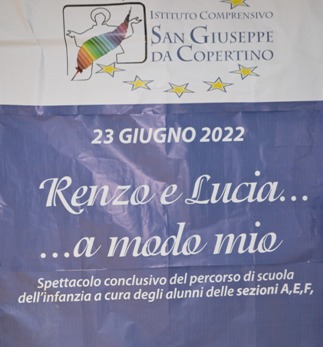 ISTITUTO COMPRENSIVO
SAN GIUSEPPE
DA COPERTINO
23 GIUGNO 2022
Renzo e Lucia...
...a modo mio
Spettacolo conclusivo del percorso di scuola
dell'infanzia a cura degli alunni delle sezioni A,E,F,